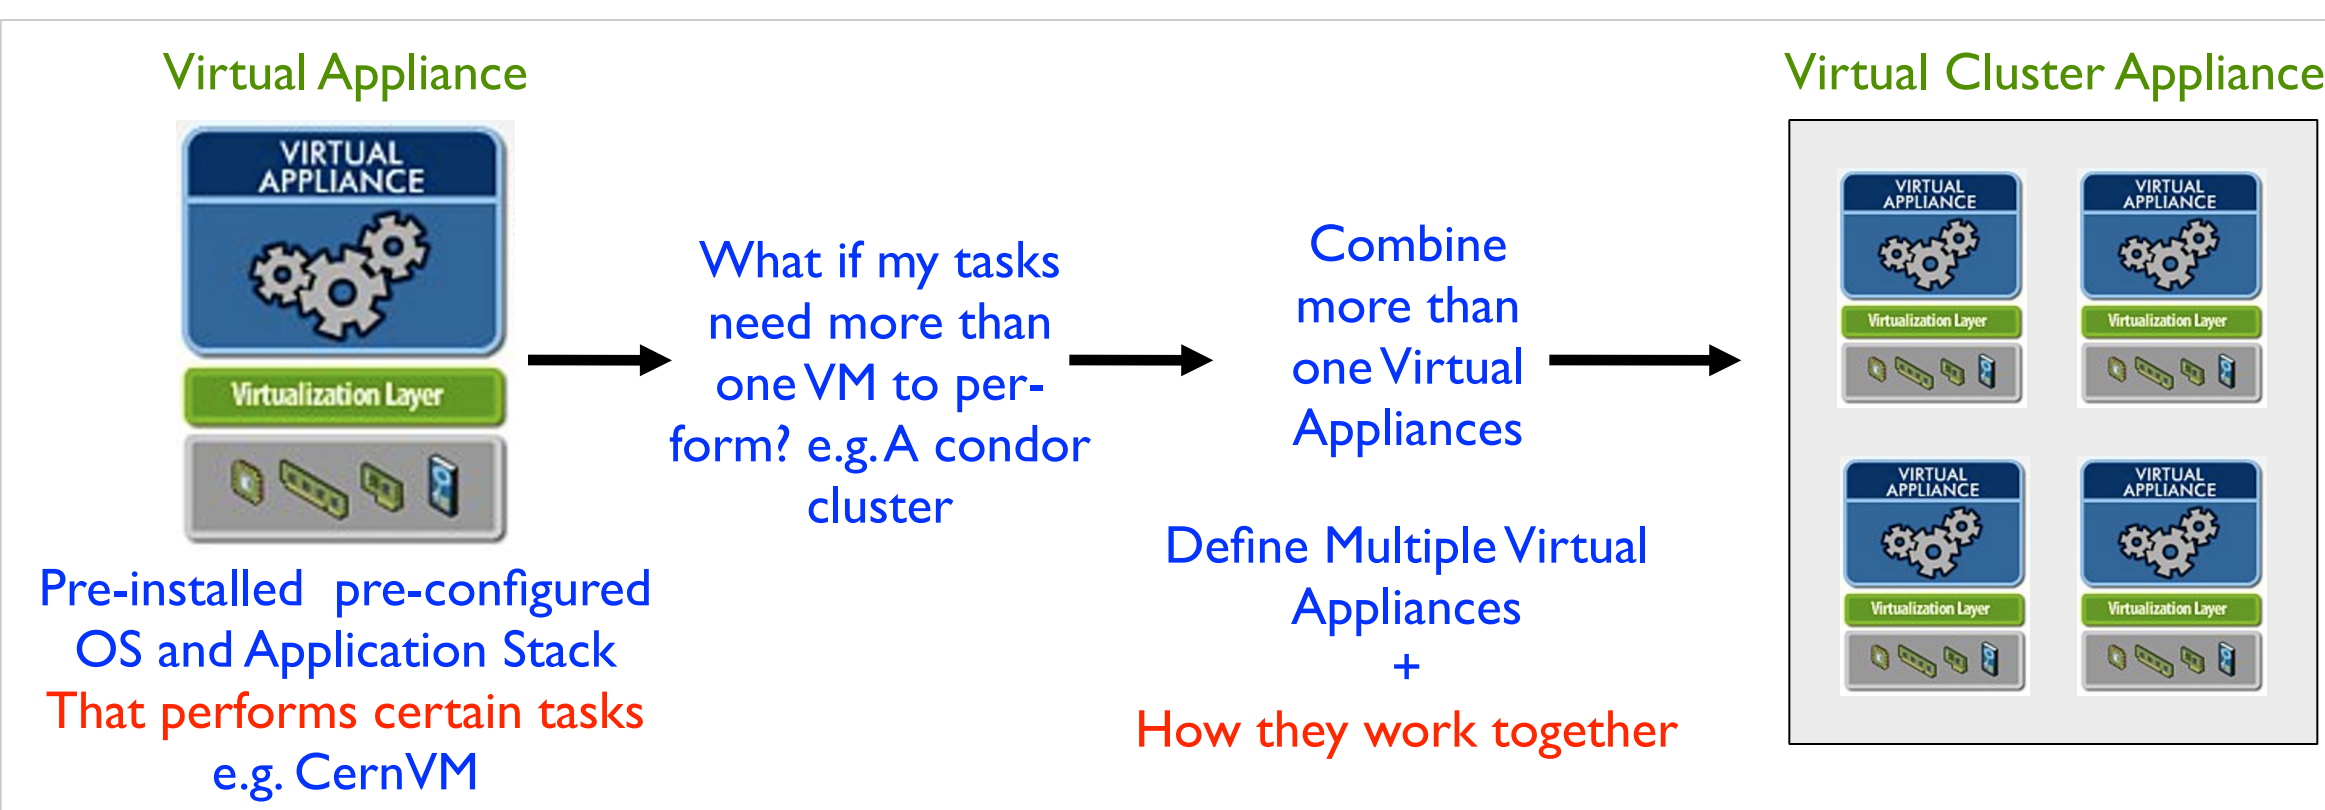 Virtual Appliance
VIRTUAL
APPLIANCE
Virtualization Layer
Pre-installed pre-configured
OS and Application Stack
That performs certain tasks
e.g. CernVM
What if my tasks
need more than
one VM to per-
form? e.g. A condor
cluster
Combine
more than
one Virtual
Appliances
Define Multiple Virtual
Appliances
+
How they work together
Virtual Cluster Appliance
VIRTUAL
APPLIANCE
Virtualization Layer
VIRTUAL
APPLIANCE
Virtualization Layer
VIRTUAL
APPLIANCE
Virtualization Layer
VIRTUAL
APPLIANCE
Virtualization Layer